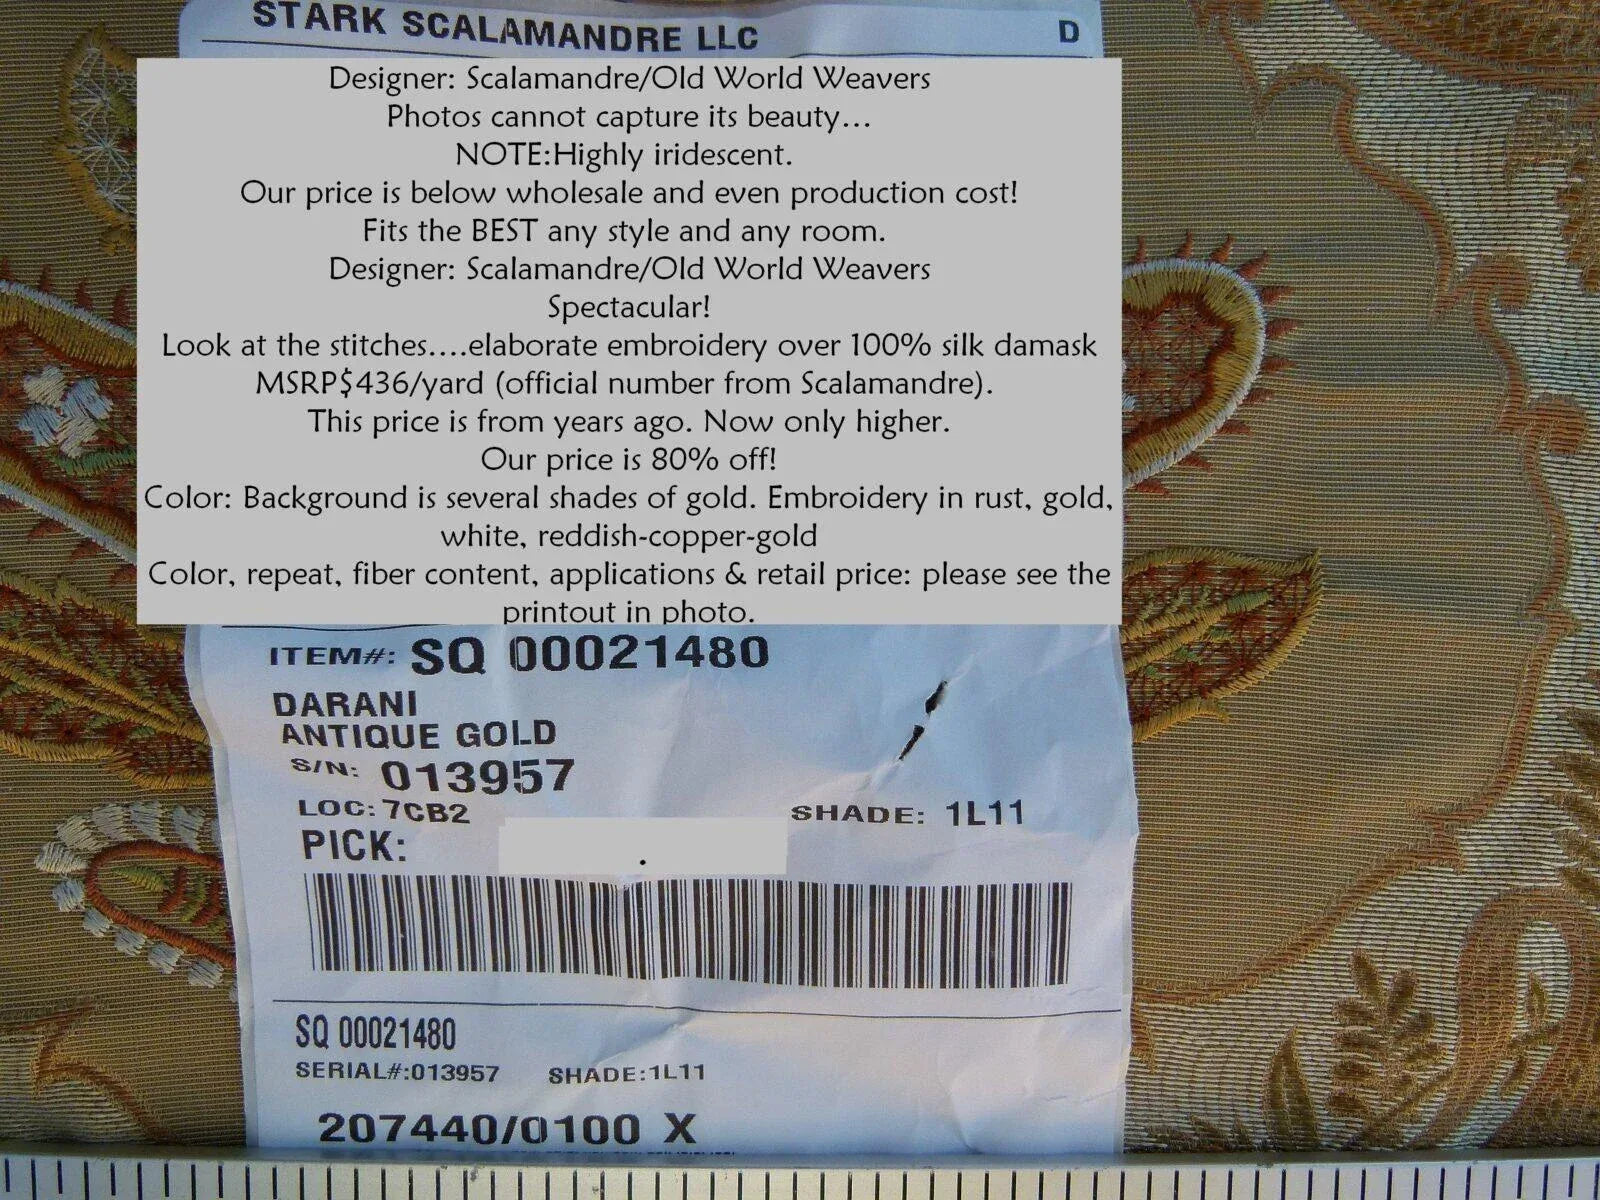 STARK SCALAMANDRE LLC D
Designer: Scalamandre/Old World Weavers
Photos cannot capture its beauty...
NOTE:Highly iridescent.
Our price is below wholesale and even production cost!
Fits the BEST any style and any room.
Designer: Scalamandre/Old World Weavers
Spectacular!
Look at the stitches....elaborate embroidery over 100% silk damask
MSRP$436/yard (official number from Scalamandre).
This price is from years ago. Now only higher.
Our price is 80% off!
Color: Background is several shades of gold. Embroidery in rust, gold,
white, reddish-copper-gold
Color, repeat, fiber content, applications & retail price: please see the
printout in photo.
ITEM#: SQ 00021480
DARANI
ANTIQUE GOLD
S/N: 013957
LOC: 7CB2 SHADE: 1L11
PICK: .
SQ 00021480
SERIAL#:013957 SHADE:1L11
207440/0100 X